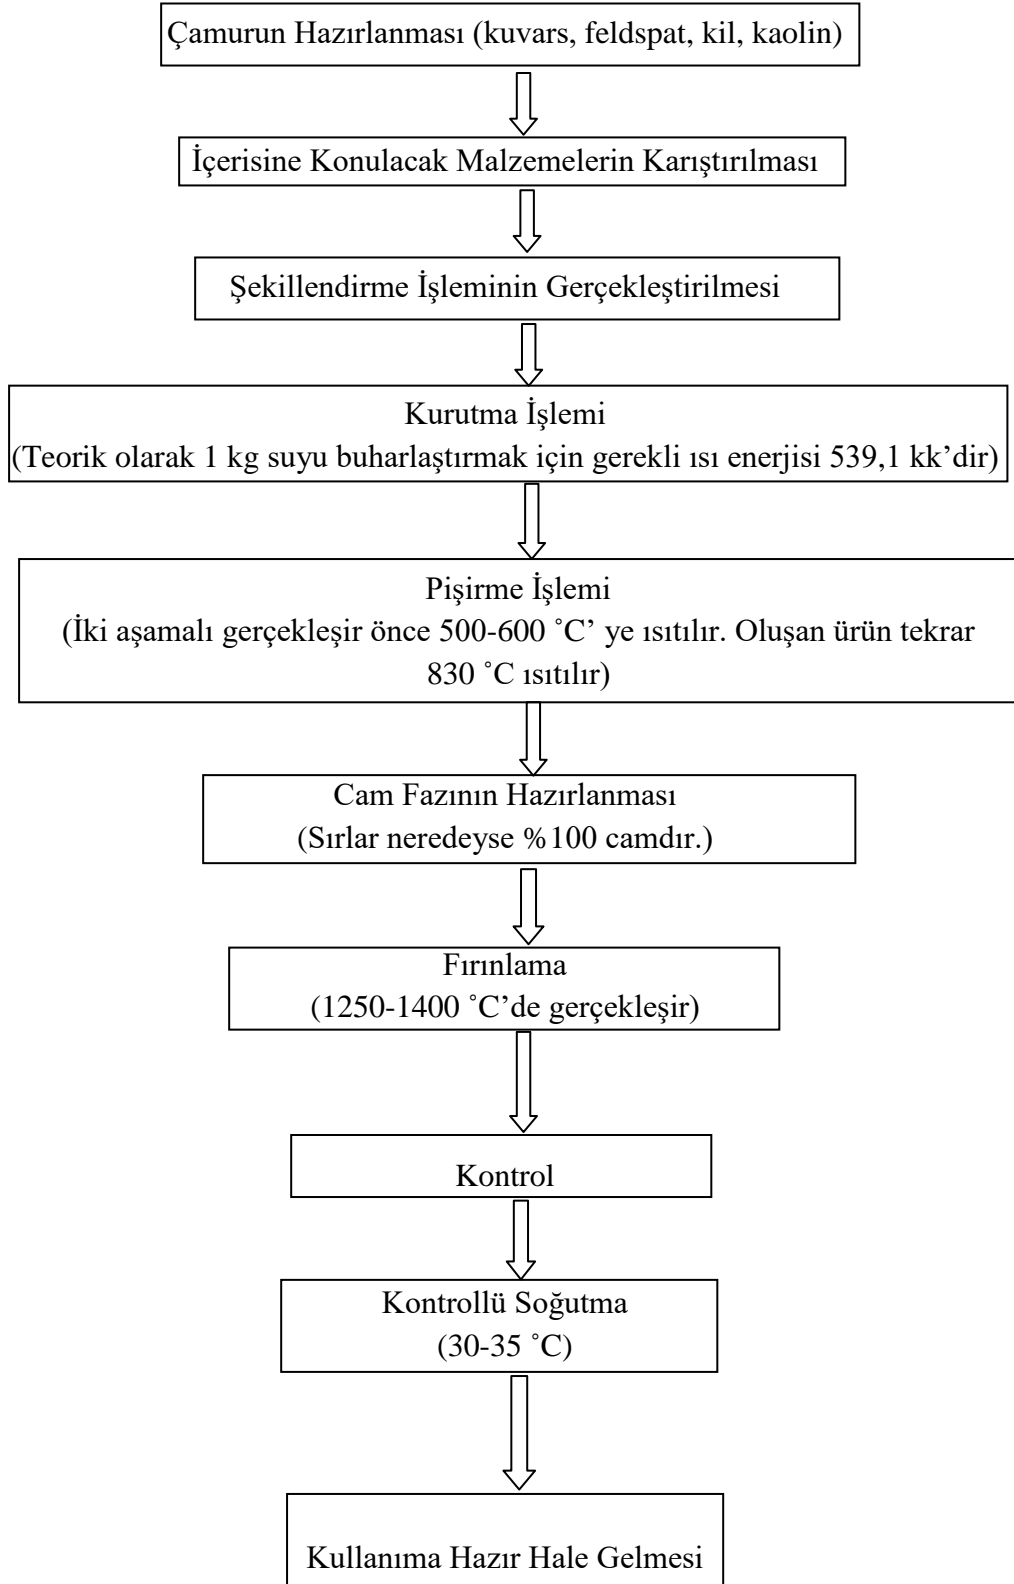 Çamurun Hazırlanması (kuvars, feldspat, kil, kaolin)
İçerisine Konulacak Malzemelerin Karıştırılması
Şekillendirme İşleminin Gerçekleştirilmesi
Kurutma İşlemi
(Teorik olarak 1 kg suyu buharlaştırmak için gerekli ısı enerjisi 539,1 kk’dir)
Pişirme İşlemi
(İki aşamalı gerçekleşir önce 500-600 ˚C’ ye ısıtılır. Oluşan ürün tekrar
830 ˚C ısıtılır)
Cam Fazının Hazırlanması
(Sırlar neredeyse %100 camdır.)
Fırınlama
(1250-1400 ˚C’de gerçekleşir)
Kontrol
Kontrollü Soğutma
(30-35 ˚C)
Kullanıma Hazır Hale Gelmesi